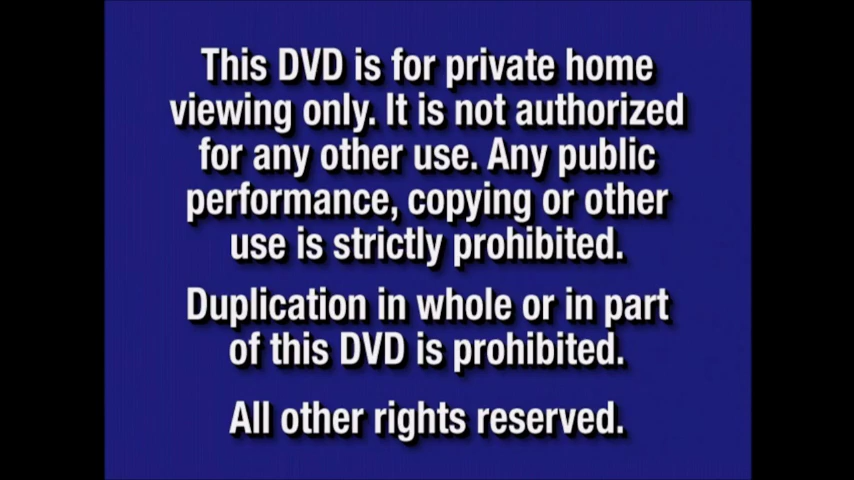 This DVD is for private home
viewing only. It is not authorized
for any other use. Any public
performance, copying or other
use is strictly prohibited.
Duplication in whole or in part
of this DVD is prohibited.
All other rights reserved.